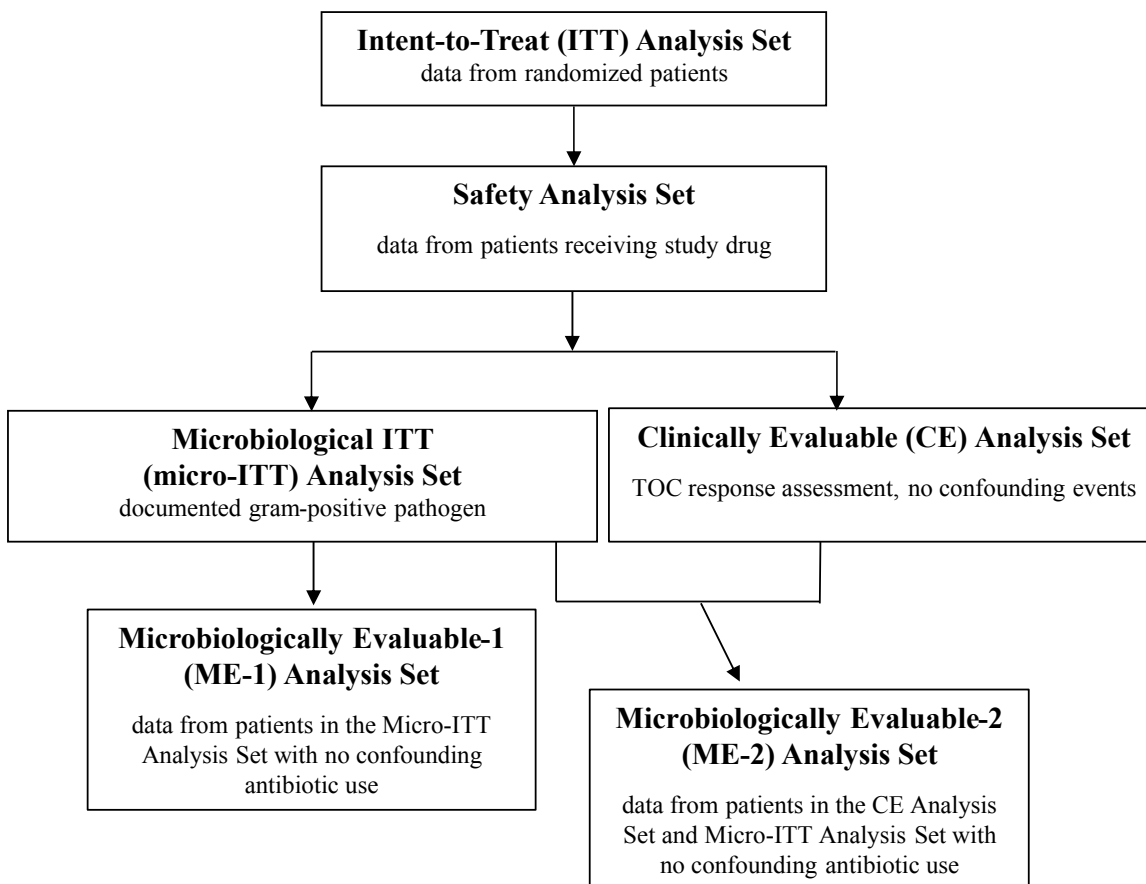 Intent-to-Treat (ITT) Analysis Set
data from randomized patients
Safety Analysis Set
data from patients receiving study drug
Microbiological ITT
(micro-ITT) Analysis Set
documented gram-positive pathogen
Clinically Evaluable (CE) Analysis Set
TOC response assessment, no confounding events
Microbiologically Evaluable-1
(ME-1) Analysis Set
data from patients in the Micro-ITT
Analysis Set with no confounding
antibiotic use
Microbiologically Evaluable-2
(ME-2) Analysis Set
data from patients in the CE Analysis
Set and Micro-ITT Analysis Set with
no confounding antibiotic use